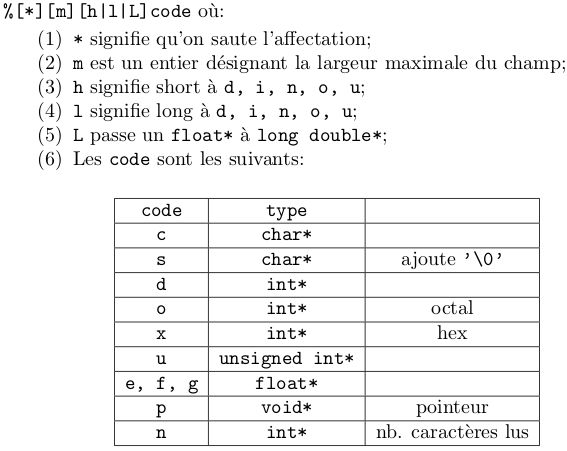 %[*][m][h|l|L]code où:
(1) * signifie qu'on saute l'affectation;
(2) m est un entier désignant la largeur maximale du champ;
(3) h signifie short à d, i, n, o, u;
(4) l signifie long à d, i, n, o, u;
(5) L passe un float* à long double*;
(6) Les code sont les suivants:
code type
c char*
s char* ajoute '\0'
d int*
o int* octal
x int* hex
u unsigned int*
e, f, g float*
p void* pointeur
n int* nb. caractères lus